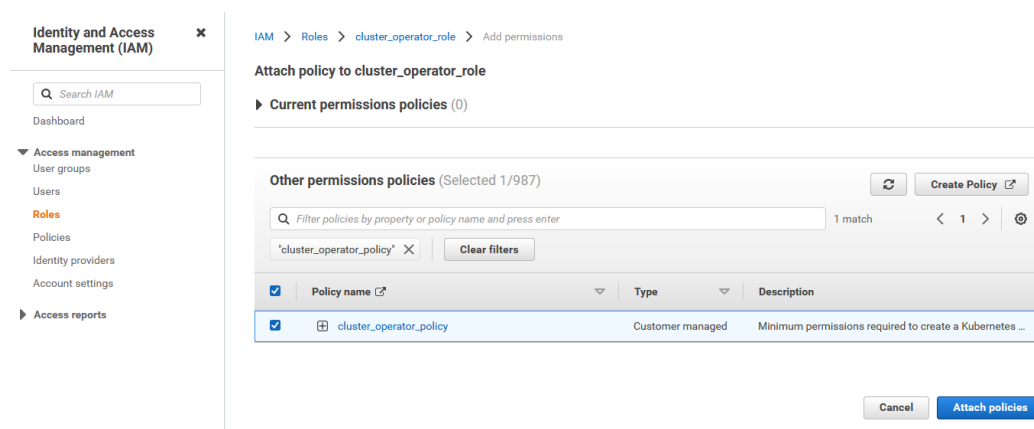 Identity and Access
Management (IAM)
Search IAM
Dashboard
Access management
User groups
Users
Roles
Policies
Identity providers
Account settings
Access reports
IAM > Roles > cluster_operator_role > Add permissions
Attach policy to cluster_operator_role
Current permissions policies (0)
Other permissions policies (Selected 1/987)
Create Policy
Filter policies by property or policy name and press enter
1 match
< 1 >
"cluster_operator_policy"
Clear filters
Policy name
Type
Description
cluster_operator_policy
Customer managed
Minimum permissions required to create a Kubernetes ...
Cancel
Attach policies